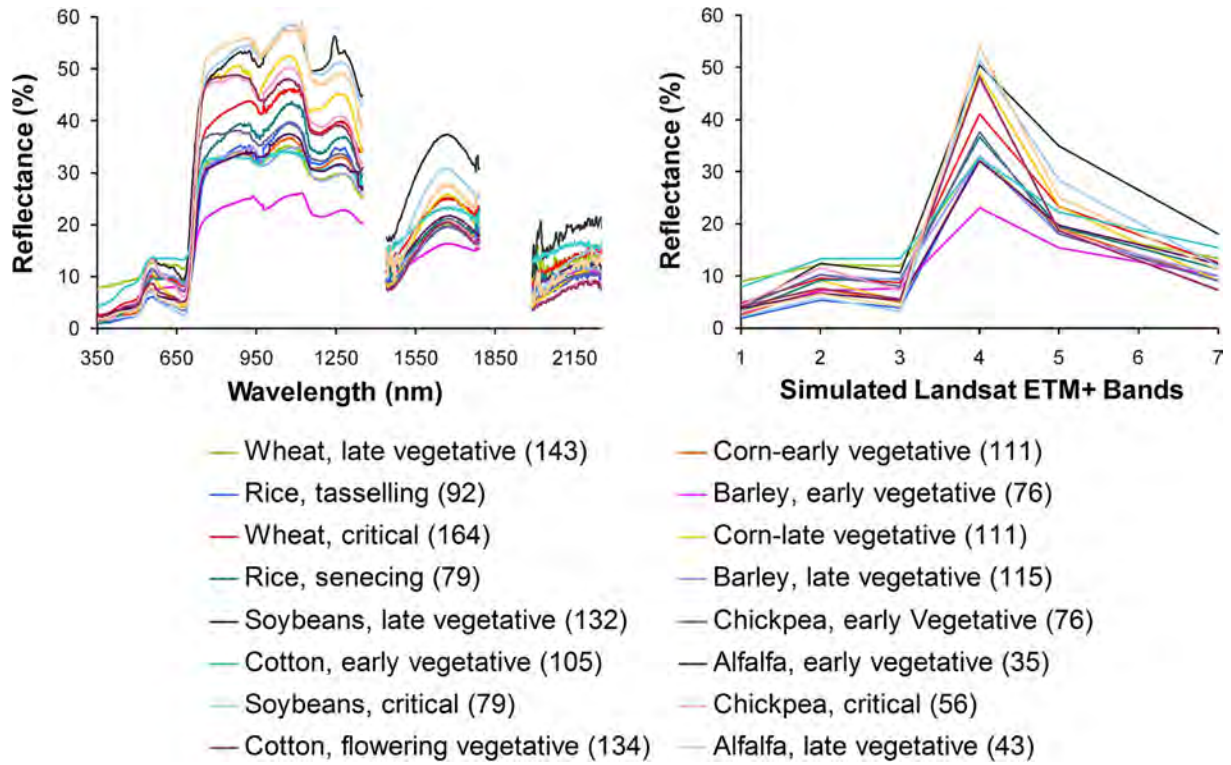 60
50
40
30
20
10
0
Reflectance (%)
350 650 950 1250 1550 1850 2150
Wavelength (nm)
60
50
40
30
20
10
0
Reflectance (%)
1 2 3 4 5 6 7
Simulated Landsat ETM+ Bands
Wheat, late vegetative (143)
Rice, tasselling (92)
Wheat, critical (164)
Rice, senecing (79)
Soybeans, late vegetative (132)
Cotton, early vegetative (105)
Soybeans, critical (79)
Cotton, flowering vegetative (134)
Corn-early vegetative (111)
Barley, early vegetative (76)
Corn-late vegetative (111)
Barley, late vegetative (115)
Chickpea, early Vegetative (76)
Alfalfa, early vegetative (35)
Chickpea, critical (56)
Alfalfa, late vegetative (43)